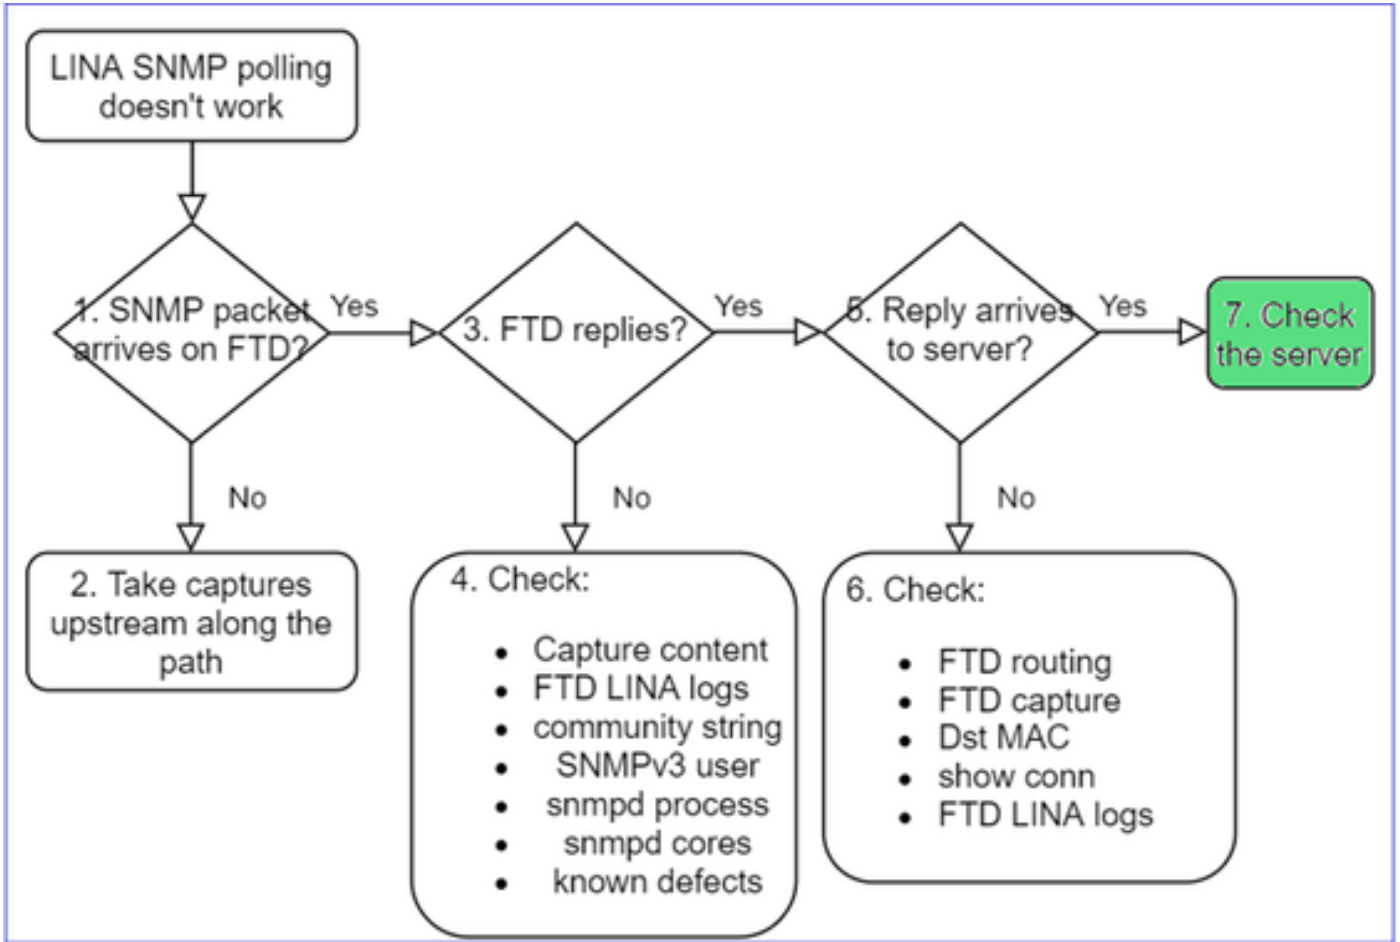 LINA SNMP polling
doesn't work
1. SNMP packet
arrives on FTD?
Yes
3. FTD replies?
Yes
5. Reply arrives
to server?
Yes
7. Check
the server
No
2. Take captures
upstream along the
path
No
4. Check:
• Capture content
• FTD LINA logs
• community string
• SNMPv3 user
• snmpd process
• snmpd cores
• known defects
No
6. Check:
• FTD routing
• FTD capture
• Dst MAC
• show conn
• FTD LINA logs